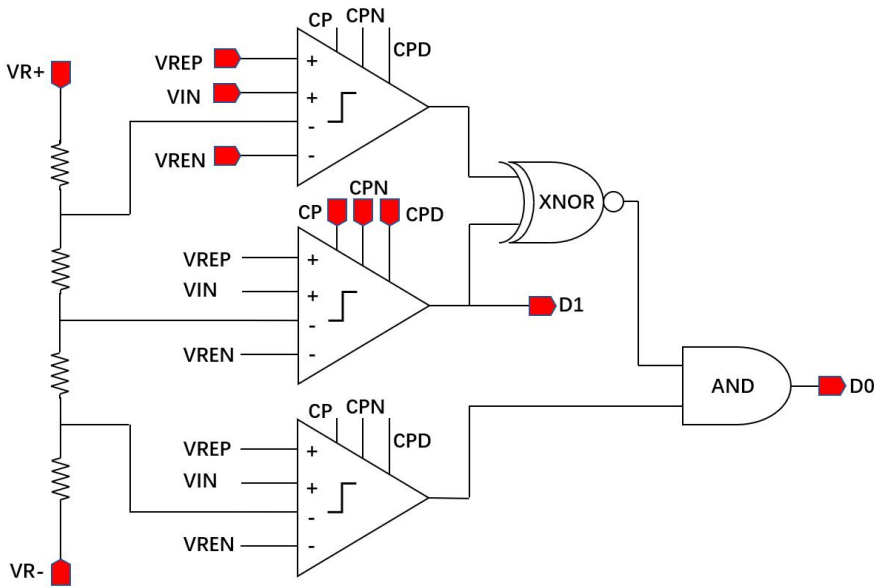 CP CPN
CPD
VREP
+
VR+
VIN
+
-
VREN
-
XNOR
CPN
CP
CPD
VREP
+
VIN
+
-
D1
VREN
-
AND
D0
CP CPN
CPD
VREP
+
VIN
+
-
VREN
-
VR-